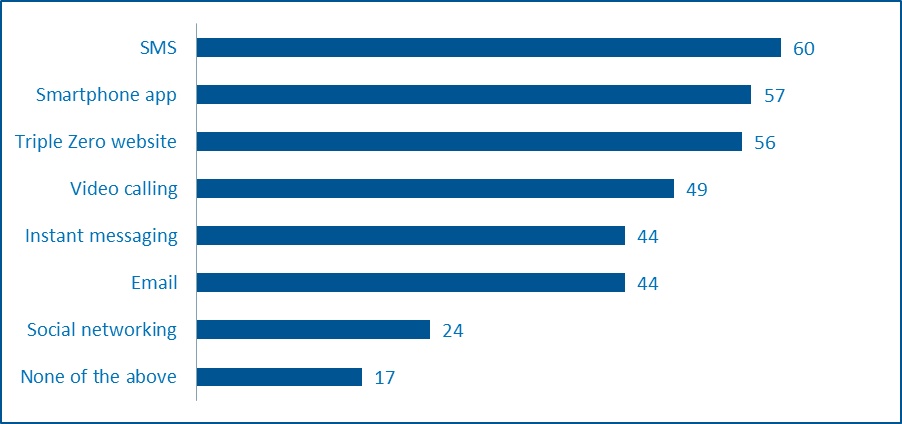 SMS 60
Smartphone app 57
Triple Zero website 56
Video calling 49
Instant messaging 44
Email 44
Social networking 24
None of the above 17